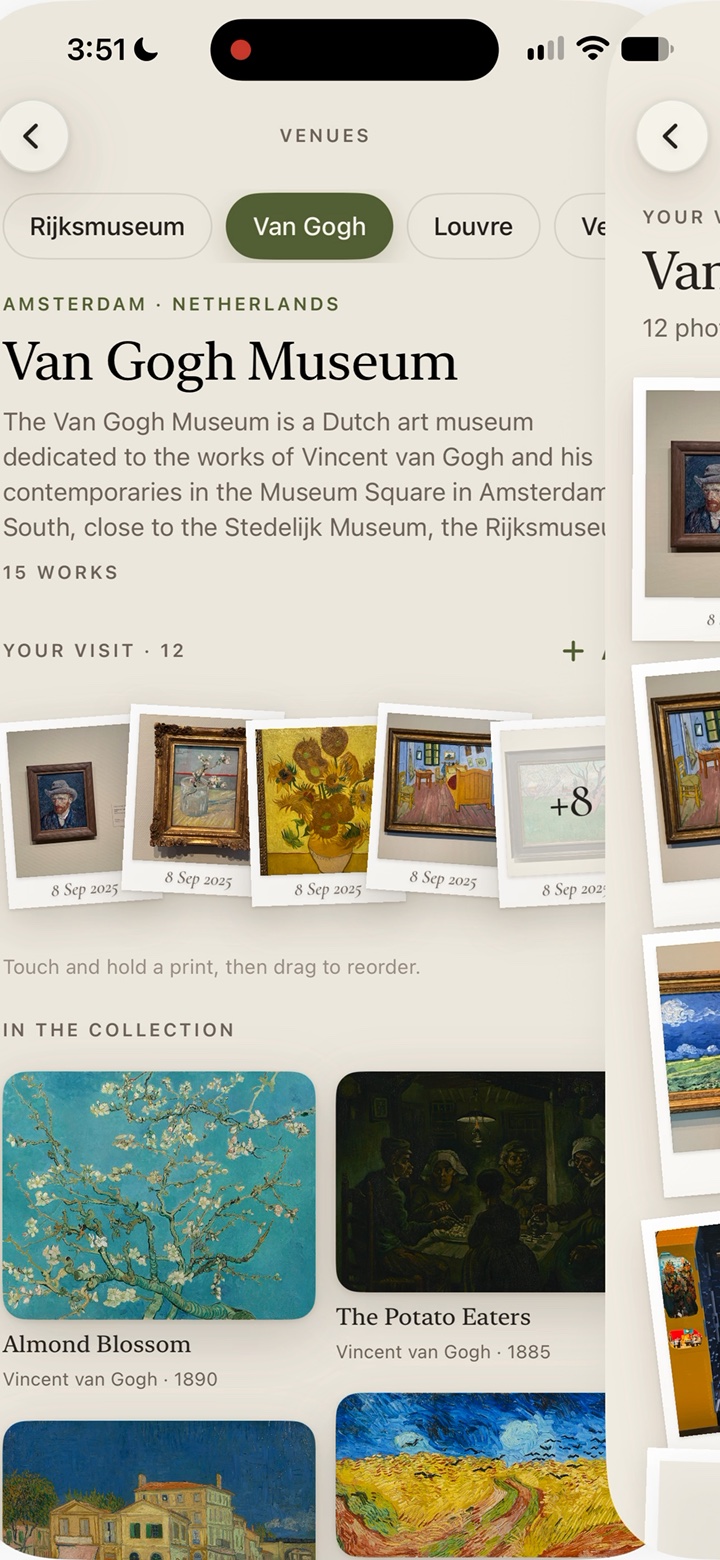 3:51
VENUES
Rijksmuseum
Van Gogh
Louvre
AMSTERDAM · NETHERLANDS
Van Gogh Museum
The Van Gogh Museum is a Dutch art museum
dedicated to the works of Vincent van Gogh and his
contemporaries in the Museum Square in Amsterdam
South, close to the Stedelijk Museum, the
15 WORKS
YOUR VISIT · 12
+8
8 Sep 2025
8 Sep 2025
8 Sep 2025
8 Sep 2025
8 Sep 2025
Touch and hold a print, then drag to reorder.
IN THE COLLECTION
Almond Blossom
Vincent van Gogh · 1890
The Potato Eaters
Vincent van Gogh · 1885
YOUR
Van
12
8